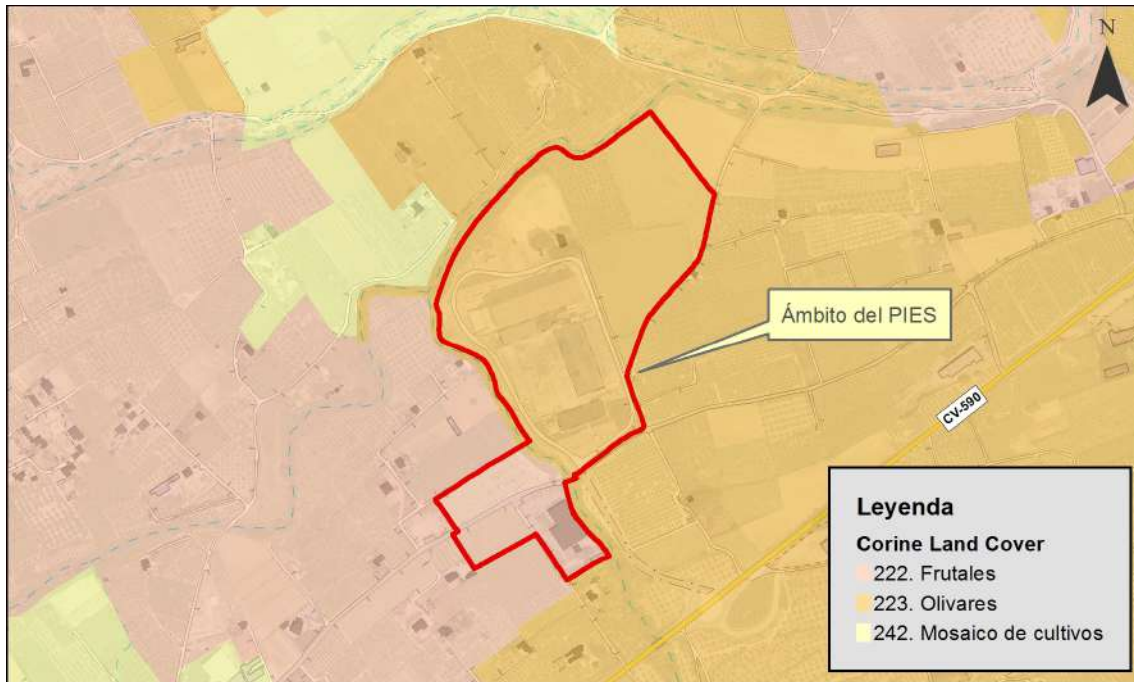 N
Ámbito del PIES
CV-590
Leyenda
Corine Land Cover
222. Frutales
223. Olivares
242. Mosaico de cultivos